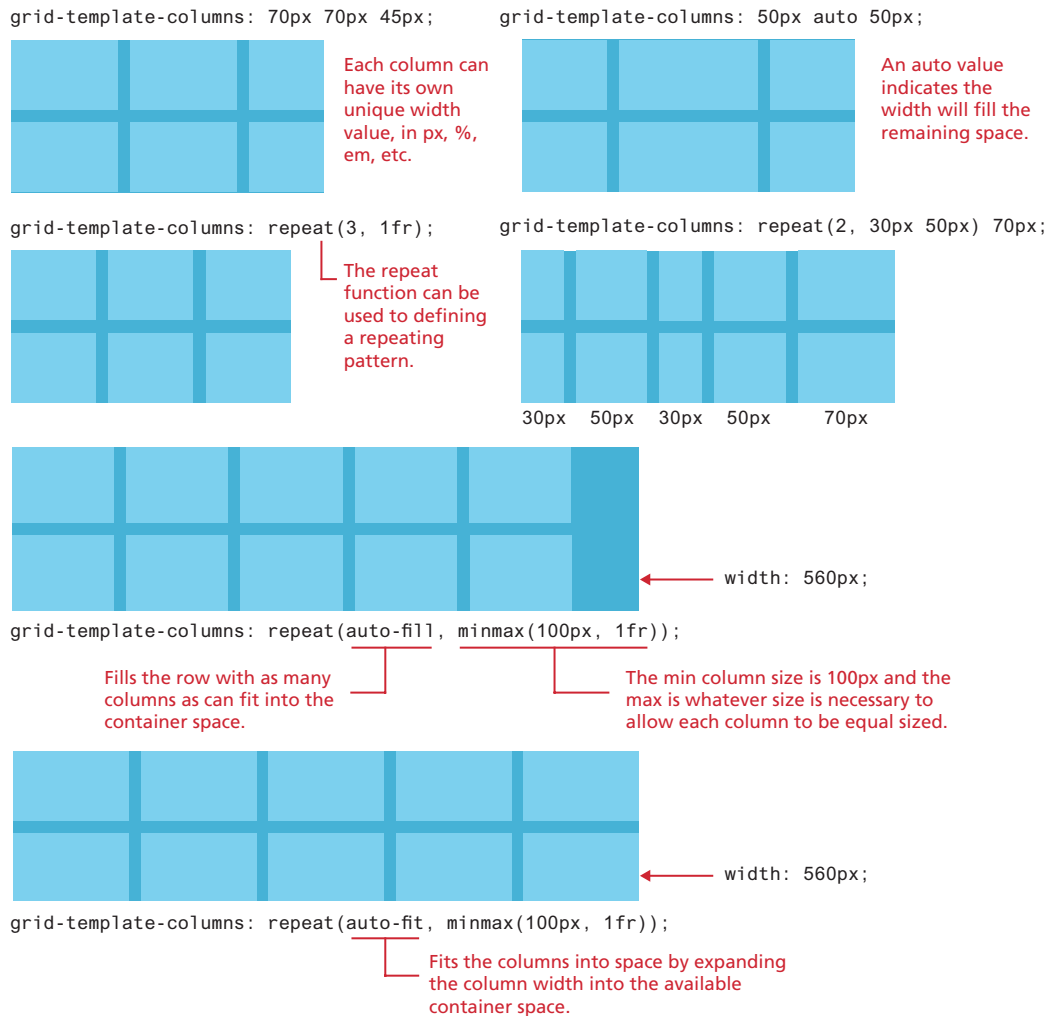 grid-template-columns: 70px 70px 45px;
Each column can
have its own
unique width
value, in px, %,
em, etc.
grid-template-columns: 50px auto 50px;
An auto value
indicates the
width will fill the
remaining space.
grid-template-columns: repeat(3, 1fr);
The repeat
function can be
used to defining
a repeating
pattern.
grid-template-columns: repeat(2, 30px 50px) 70px;
30px 50px 30px 50px 70px
width: 560px;
grid-template-columns: repeat(auto-fill, minmax(100px, 1fr));
Fills the row with as many
columns as can fit into the
container space.
The min column size is 100px and the
max is whatever size is necessary to
allow each column to be equal sized.
width: 560px;
grid-template-columns: repeat(auto-fit, minmax(100px, 1fr));
Fits the columns into space by expanding
the column width into the available
container space.